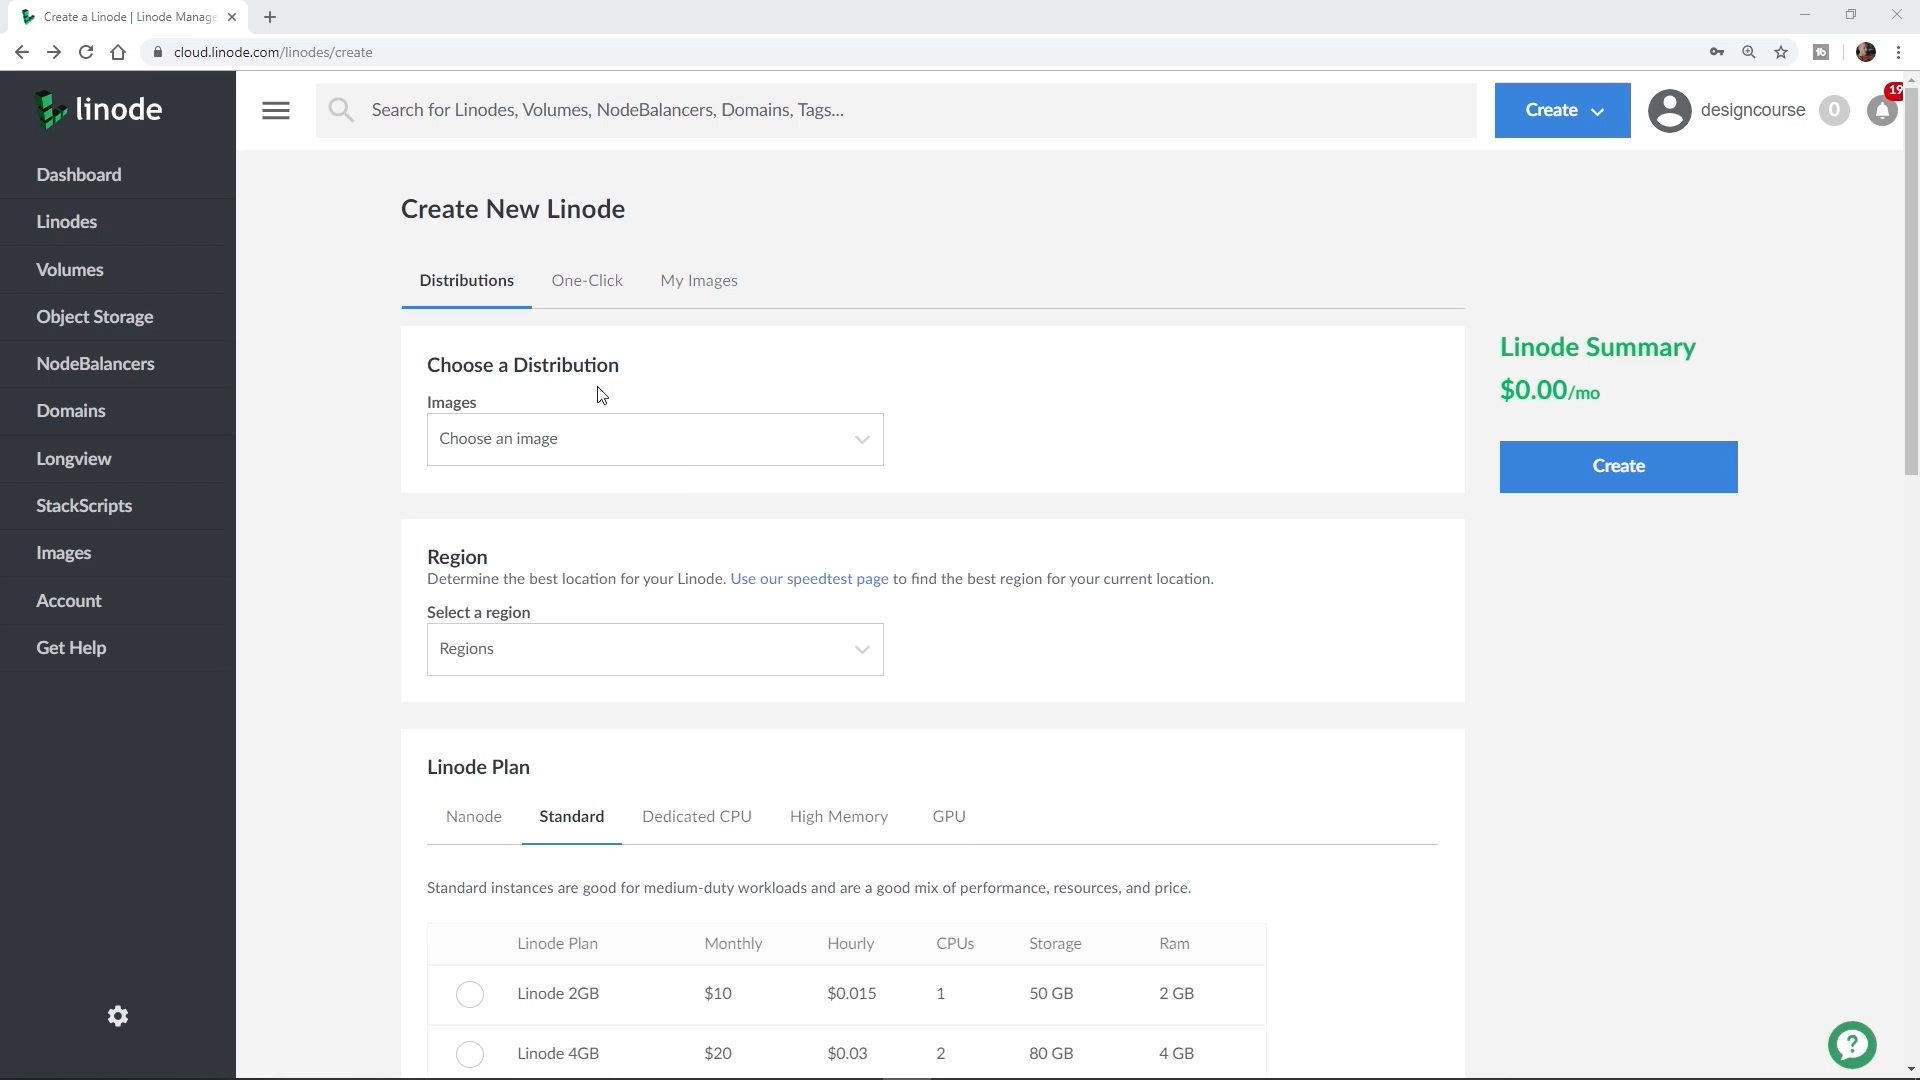 Create a Linode | Linode Manage
cloud.linode.com/linodes/create
linode
Search for Linodes, Volumes, NodeBalancers, Domains, Tags...
Create
designcourse
0
19
Dashboard
Linodes
Volumes
Object Storage
NodeBalancers
Domains
Longview
StackScripts
Images
Account
Get Help
Create New Linode
Distributions
One-Click
My Images
Choose a Distribution
Images
Choose an image
Linode Summary
$0.00/mo
Create
Region
Determine the best location for your Linode. Use our speedtest page to find the best region for your current location.
Select a region
Regions
Linode Plan
Nanode
Standard
Dedicated CPU
High Memory
GPU
Standard instances are good for medium-duty workloads and are a good mix of performance, resources, and price.
Linode Plan Monthly Hourly CPUs Storage Ram
Linode 2GB $10 $0.015 1 50 GB 2 GB
Linode 4GB $20 $0.03 2 80 GB 4 GB